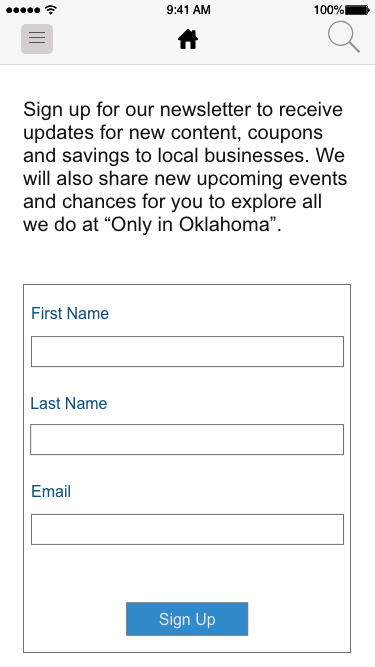 9:41 AM 100%
Sign up for our newsletter to receive
updates for new content, coupons
and savings to local businesses. We
will also share new upcoming events
and chances for you to explore all
we do at “Only in Oklahoma”.
First Name
Last Name
Email
Sign Up